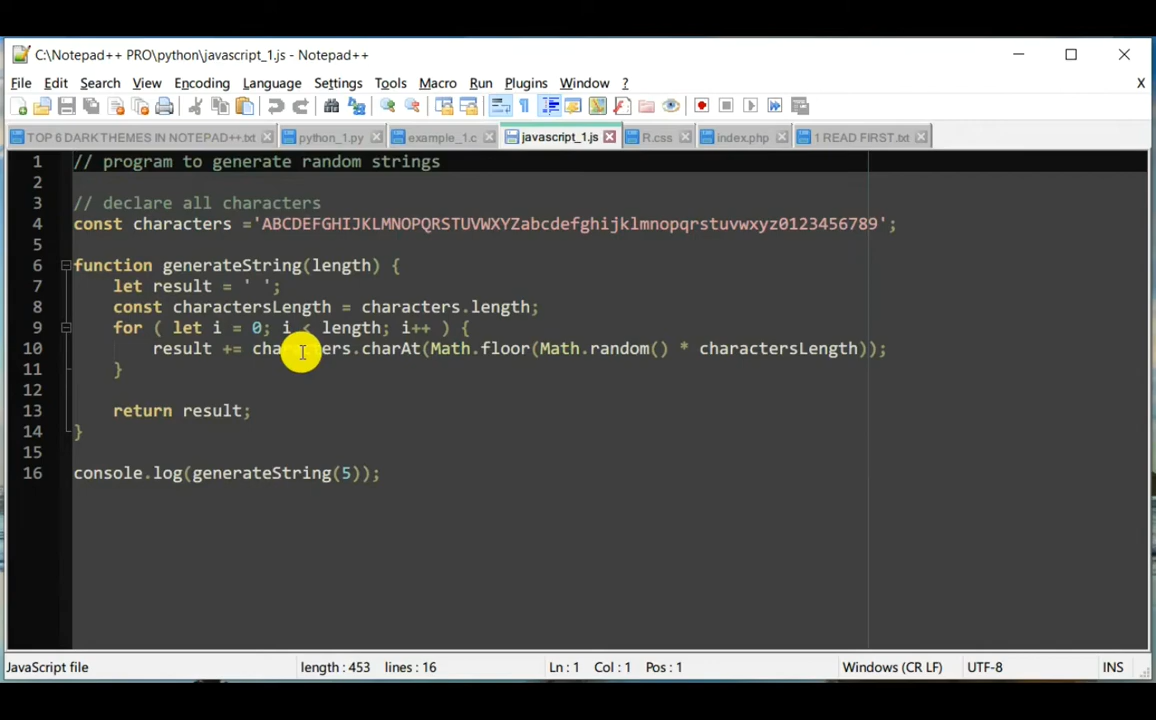 C:\Notepad++ PRO\python\javascript_1.js - Notepad++
File Edit Search View Encoding Language Settings Tools Macro Run Plugins Window ? X
TOP 6 DARK THEMES IN NOTEPAD++.txt python_1.py example_1.c javascript_1.js R.css index.php 1 READ FIRST.txt
1 // program to generate random strings
2
3 // declare all characters
4 const characters ='ABCDEFGHIJKLMNOPQRSTUVWXYZabcdefghijklmnopqrstuvwxyz0123456789';
5
6 function generateString(length) {
7 let result = ' ';
8 const charactersLength = characters.length;
9 for ( let i = 0; i < length; i++ ) {
10 result += characters.charAt(Math.floor(Math.random() * charactersLength));
11 }
12
13 return result;
14 }
15
16 console.log(generateString(5));
JavaScript file length : 453 lines : 16 Ln : 1 Col : 1 Pos : 1 Windows (CR LF) UTF-8 INS